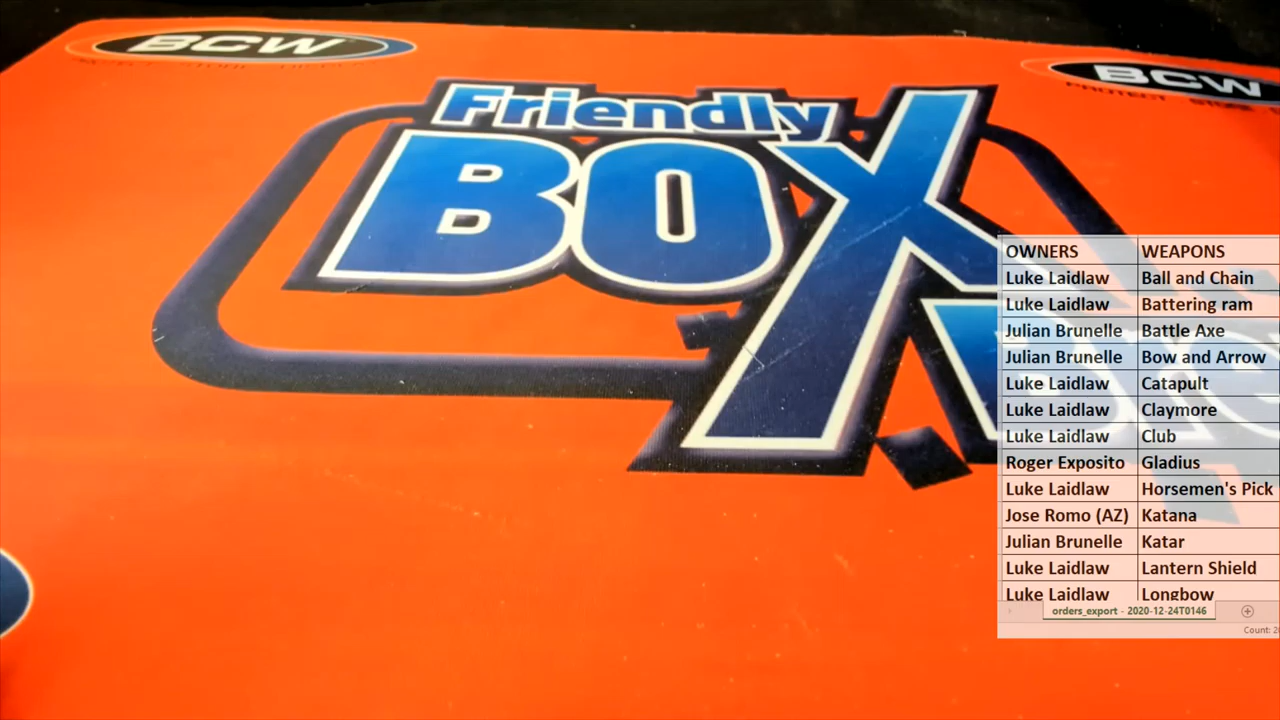 BCW
BCW
PROTECT
Friendly
BOX
OWNERS WEAPONS
Luke Laidlaw Ball and Chain
Luke Laidlaw Battering ram
Julian Brunelle Battle Axe
Julian Brunelle Bow and Arrow
Luke Laidlaw Catapult
Luke Laidlaw Claymore
Luke Laidlaw Club
Roger Exposito Gladius
Luke Laidlaw Horsemen's Pick
Jose Romo (AZ) Katana
Julian Brunelle Katar
Luke Laidlaw Lantern Shield
Luke Laidlaw Longbow
orders_export - 2020-12-24T0146
Count: